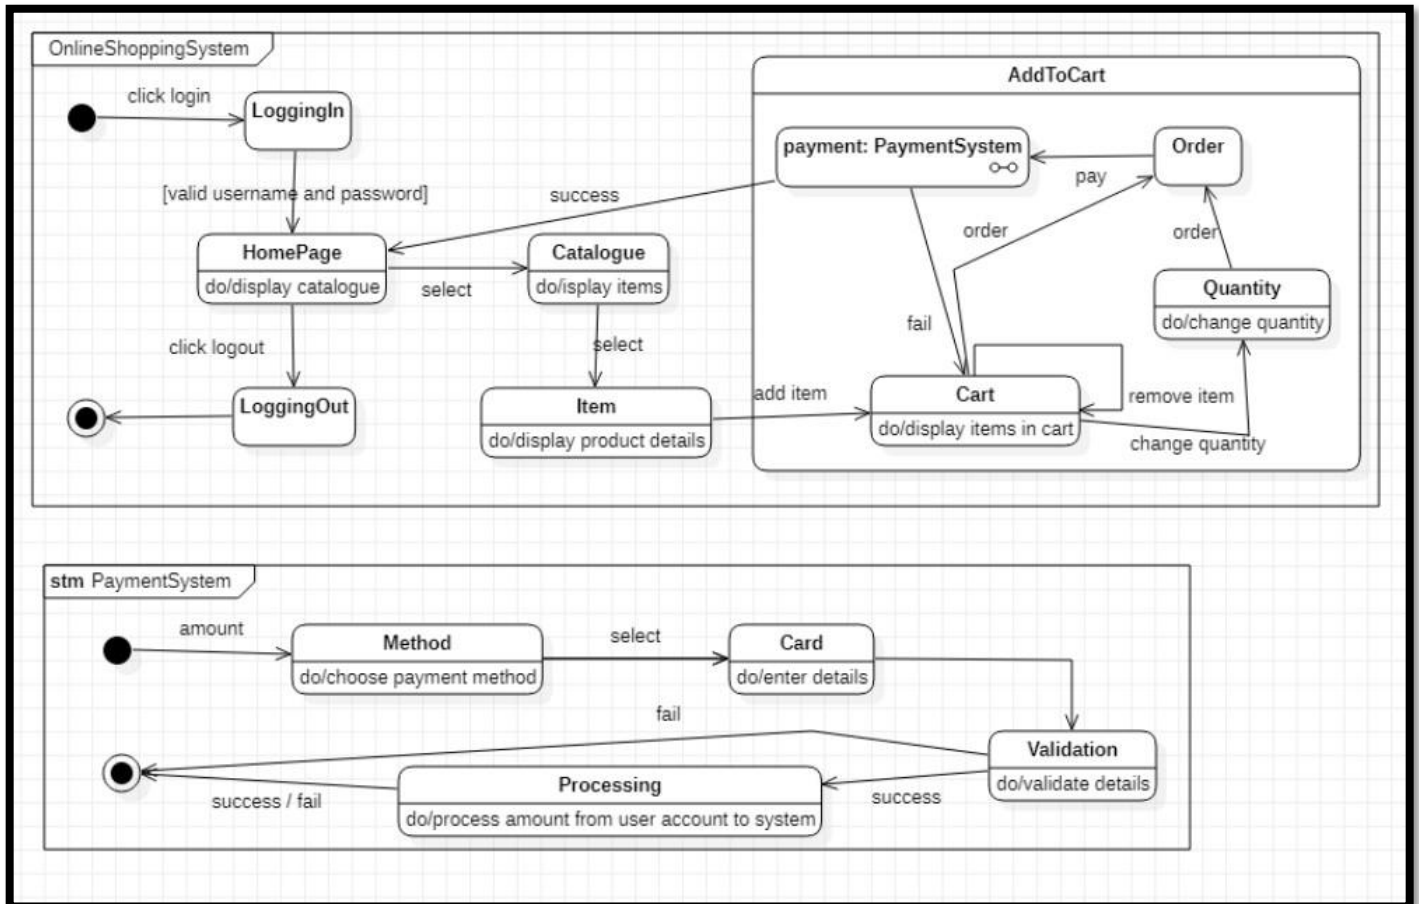 OnlineShoppingSystem
click login
LoggingIn
[valid username and password]
HomePage
do/display catalogue
click logout
LoggingOut
select
Catalogue
do/isplay items
select
Item
do/display product details
success
add item
AddToCart
payment: PaymentSystem
pay
Order
order
order
Quantity
do/change quantity
fail
Cart
do/display items in cart
remove item
change quantity
stm PaymentSystem
amount
Method
do/choose payment method
select
Card
do/enter details
fail
Validation
do/validate details
success
Processing
do/process amount from user account to system
success / fail